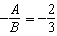 -A/B = -2/3